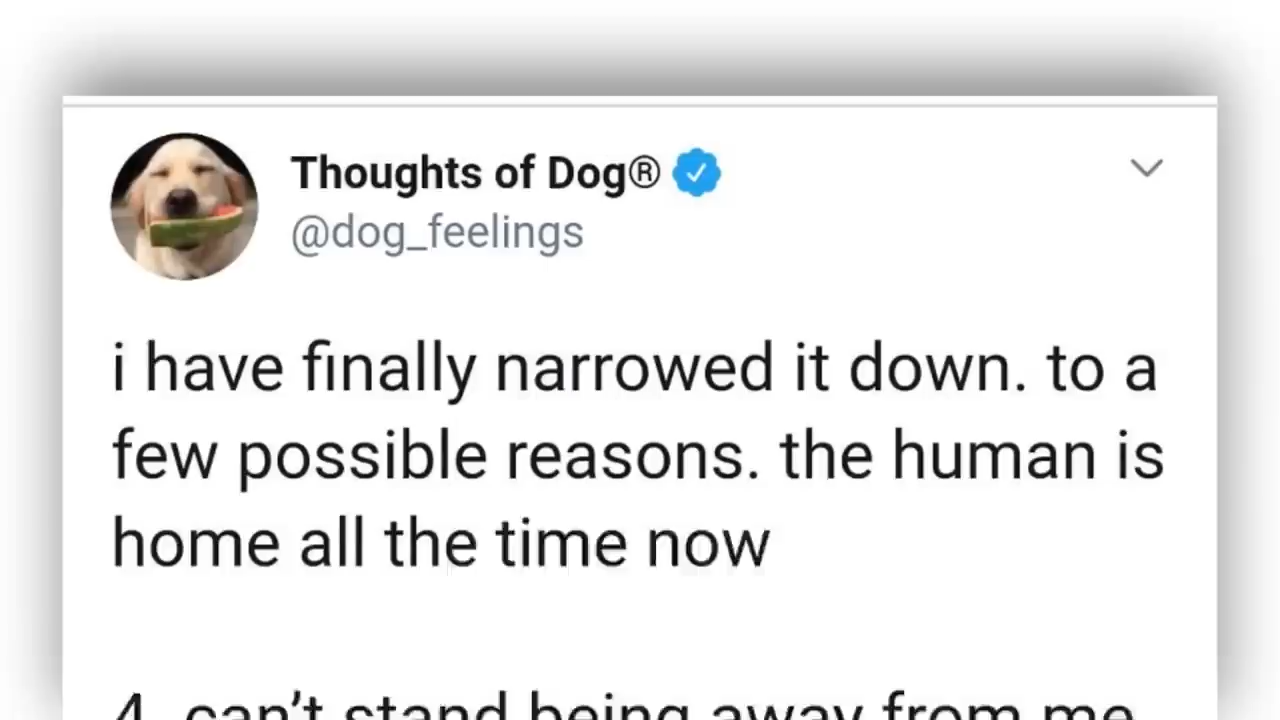 Thoughts of Dog®
@dog_feelings
i have finally narrowed it down. to a
few possible reasons. the human is
home all the time now
4. can’t stand being away from me